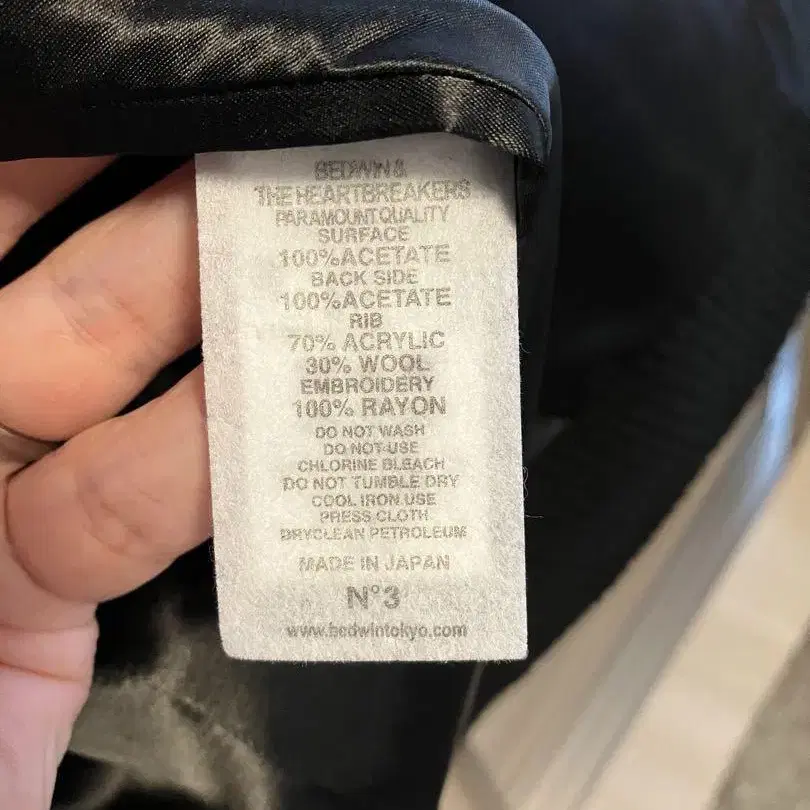 BEDWIN &
THE HEARTBREAKERS
PARAMOUNT QUALITY
SURFACE
100% ACETATE
BACK SIDE
100% ACETATE
RIB
70% ACRYLIC
30% WOOL
EMBROIDERY
100% RAYON
DO NOT WASH
DO NOT USE
CHLORINE BLEACH
DO NOT TUMBLE DRY
COOL IRON USE
PRESS CLOTH
DRYCLEAN PETROLEUM
MADE IN JAPAN
N°3
www.bedwintokyo.com